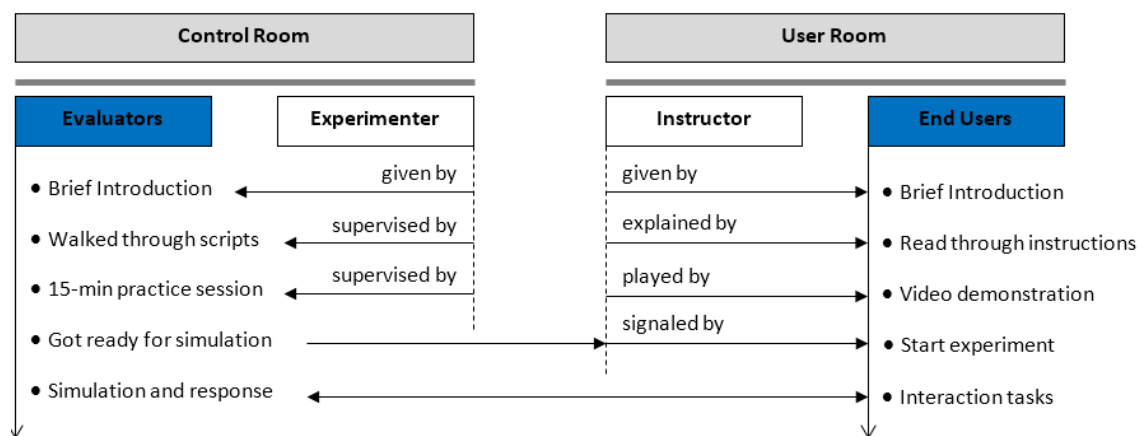 Control Room User Room
Evaluators Experimenter Instructor End Users
• Brief Introduction given by given by • Brief Introduction
• Walked through scripts supervised by explained by • Read through instructions
• 15-min practice session supervised by played by • Video demonstration
• Got ready for simulation signaled by • Start experiment
• Simulation and response • Interaction tasks